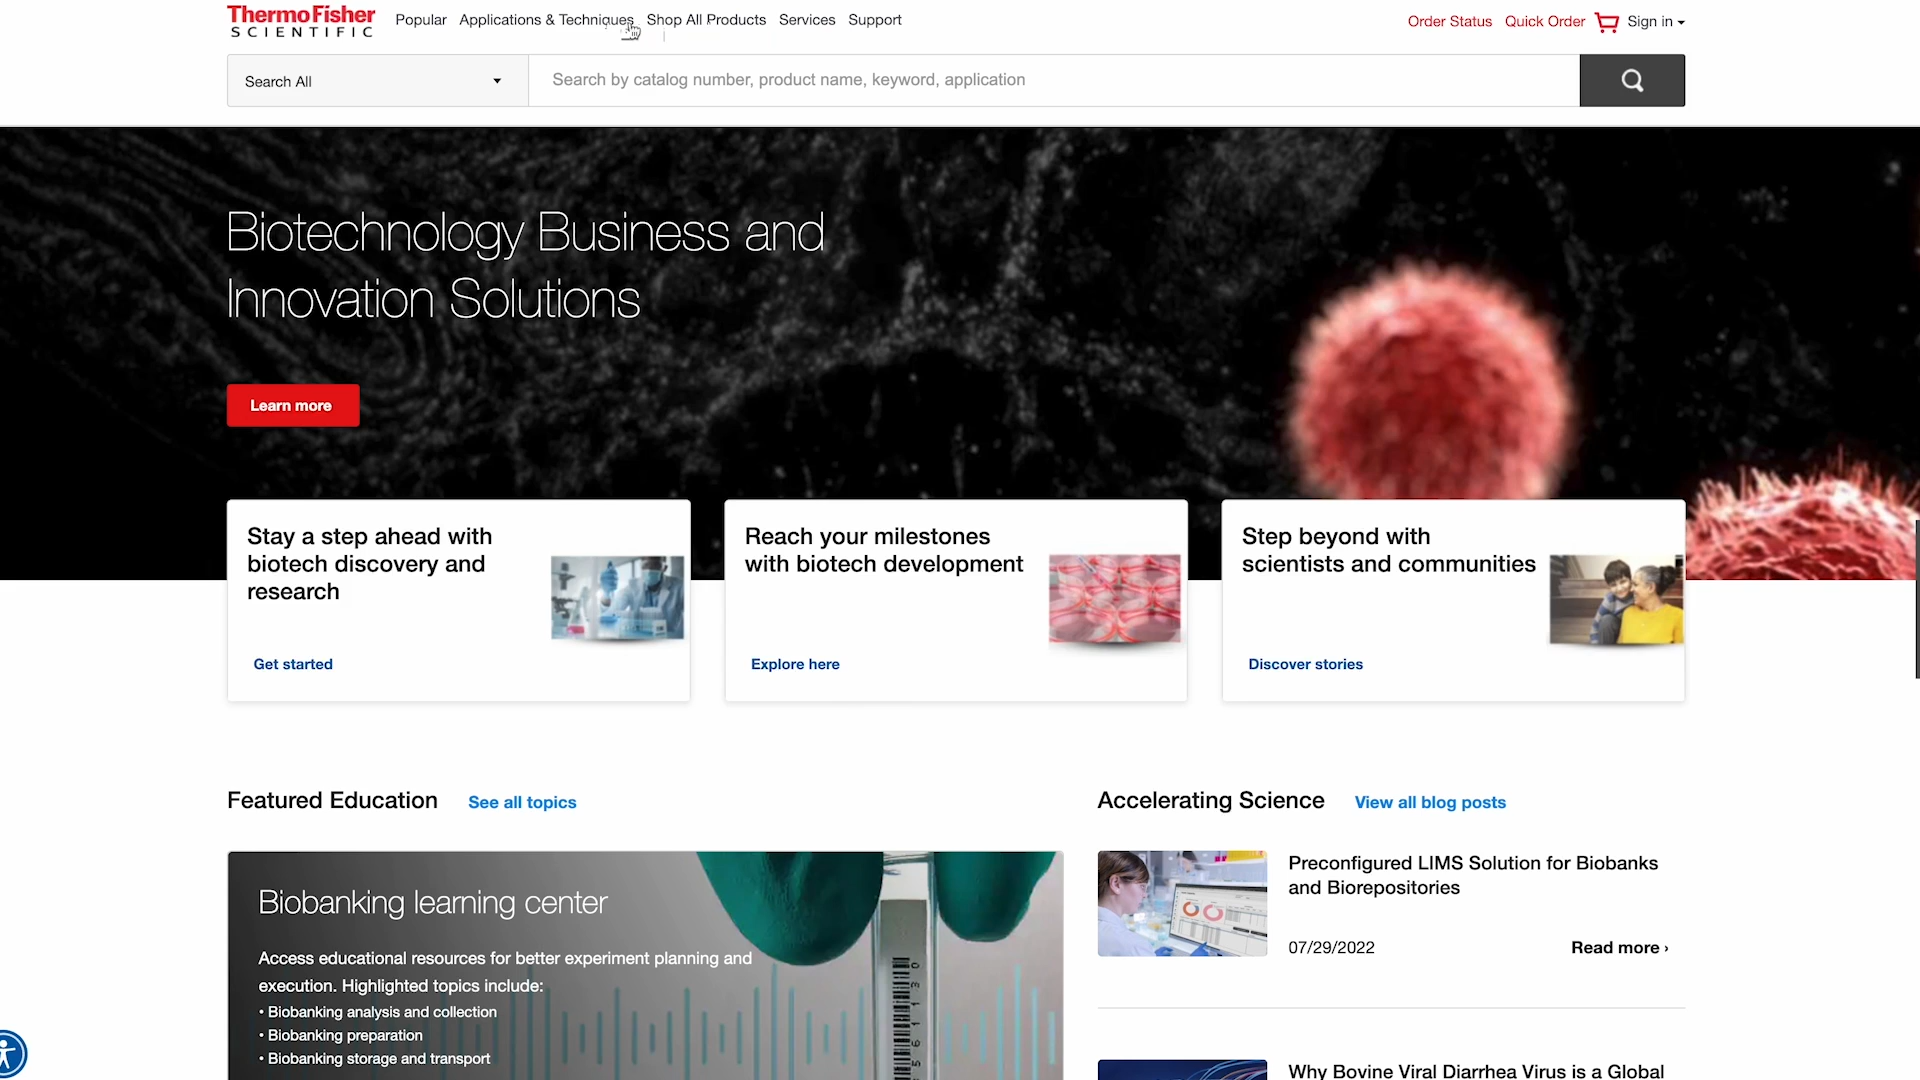 ThermoFisher
SCIENTIFIC
Popular Applications & Techniques Shop All Products Services Support
Order Status Quick Order Sign in
Search All
Search by catalog number, product name, keyword, application
Biotechnology Business and
Innovation Solutions
Learn more
Stay a step ahead with
biotech discovery and
research
Get started
Reach your milestones
with biotech development
Explore here
Step beyond with
scientists and communities
Discover stories
Featured Education See all topics
Biobanking learning center
Access educational resources for better experiment planning and
execution. Highlighted topics include:
• Biobanking analysis and collection
• Biobanking preparation
• Biobanking storage and transport
Accelerating Science View all blog posts
Preconfigured LIMS Solution for Biobanks
and Biorepositories
07/29/2022 Read more ›
Why Bovine Viral Diarrhea Virus is a Global